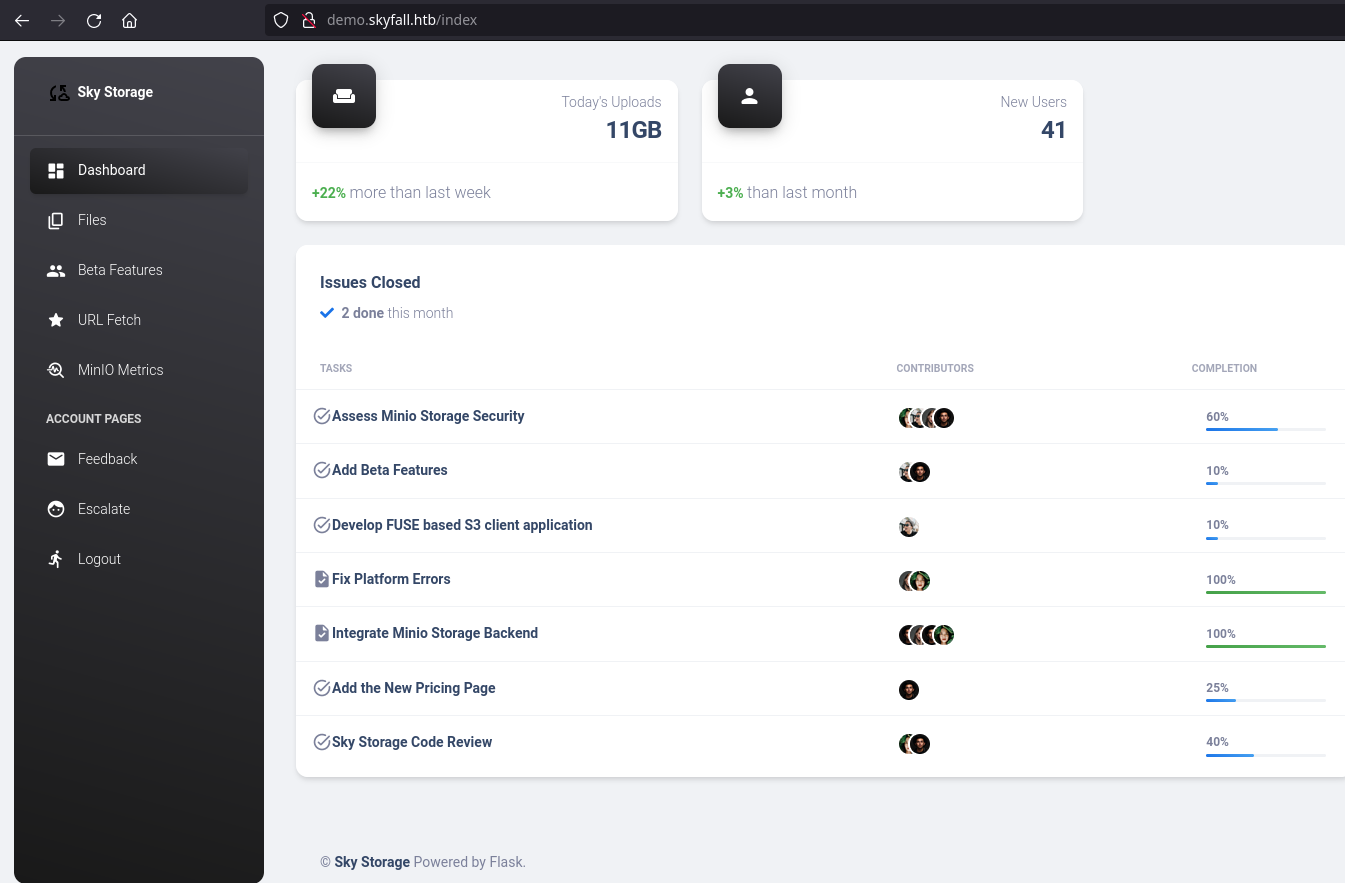 demo.skyfall.htb/index
Sky Storage
Dashboard
Files
Beta Features
URL Fetch
MinIO Metrics
ACCOUNT PAGES
Feedback
Escalate
Logout
Today's Uploads
11GB
+22% more than last week
New Users
41
+3% than last month
Issues Closed
2 done this month
TASKS CONTRIBUTORS COMPLETION
Assess Minio Storage Security 60%
Add Beta Features 10%
Develop FUSE based S3 client application 10%
Fix Platform Errors 100%
Integrate Minio Storage Backend 100%
Add the New Pricing Page 25%
Sky Storage Code Review 40%
© Sky Storage Powered by Flask.